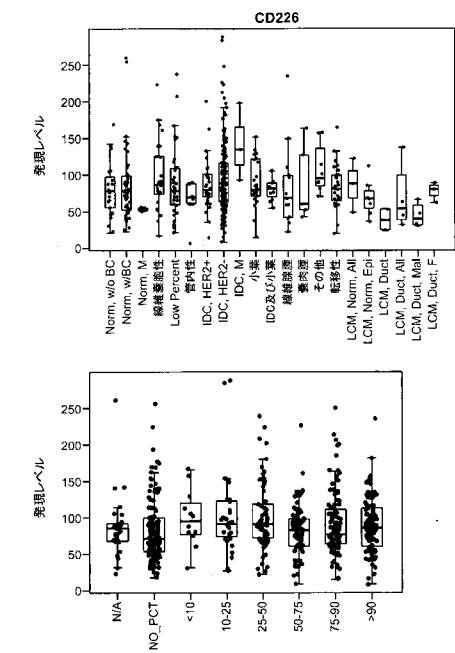 CD226
発現レベル
250
200
150
100
50
0
Norm, w/o BC
Norm, w/BC
Norm, M
線維嚢胞性
Low Percent
管内性
IDC, HER2+
IDC, HER2-
IDC, M
小葉
IDC及び小葉
線維腺腫
葉肉腫
その他
転移性
LCM, Norm, All
LCM, Norm, Epi
LCM, Duct
LCM, Duct, All
LCM, Duct, Mal
LCM, Duct, F
発現レベル
250
200
150
100
50
0
N/A
NO_PCT
<10
10-25
25-50
50-75
75-90
>90